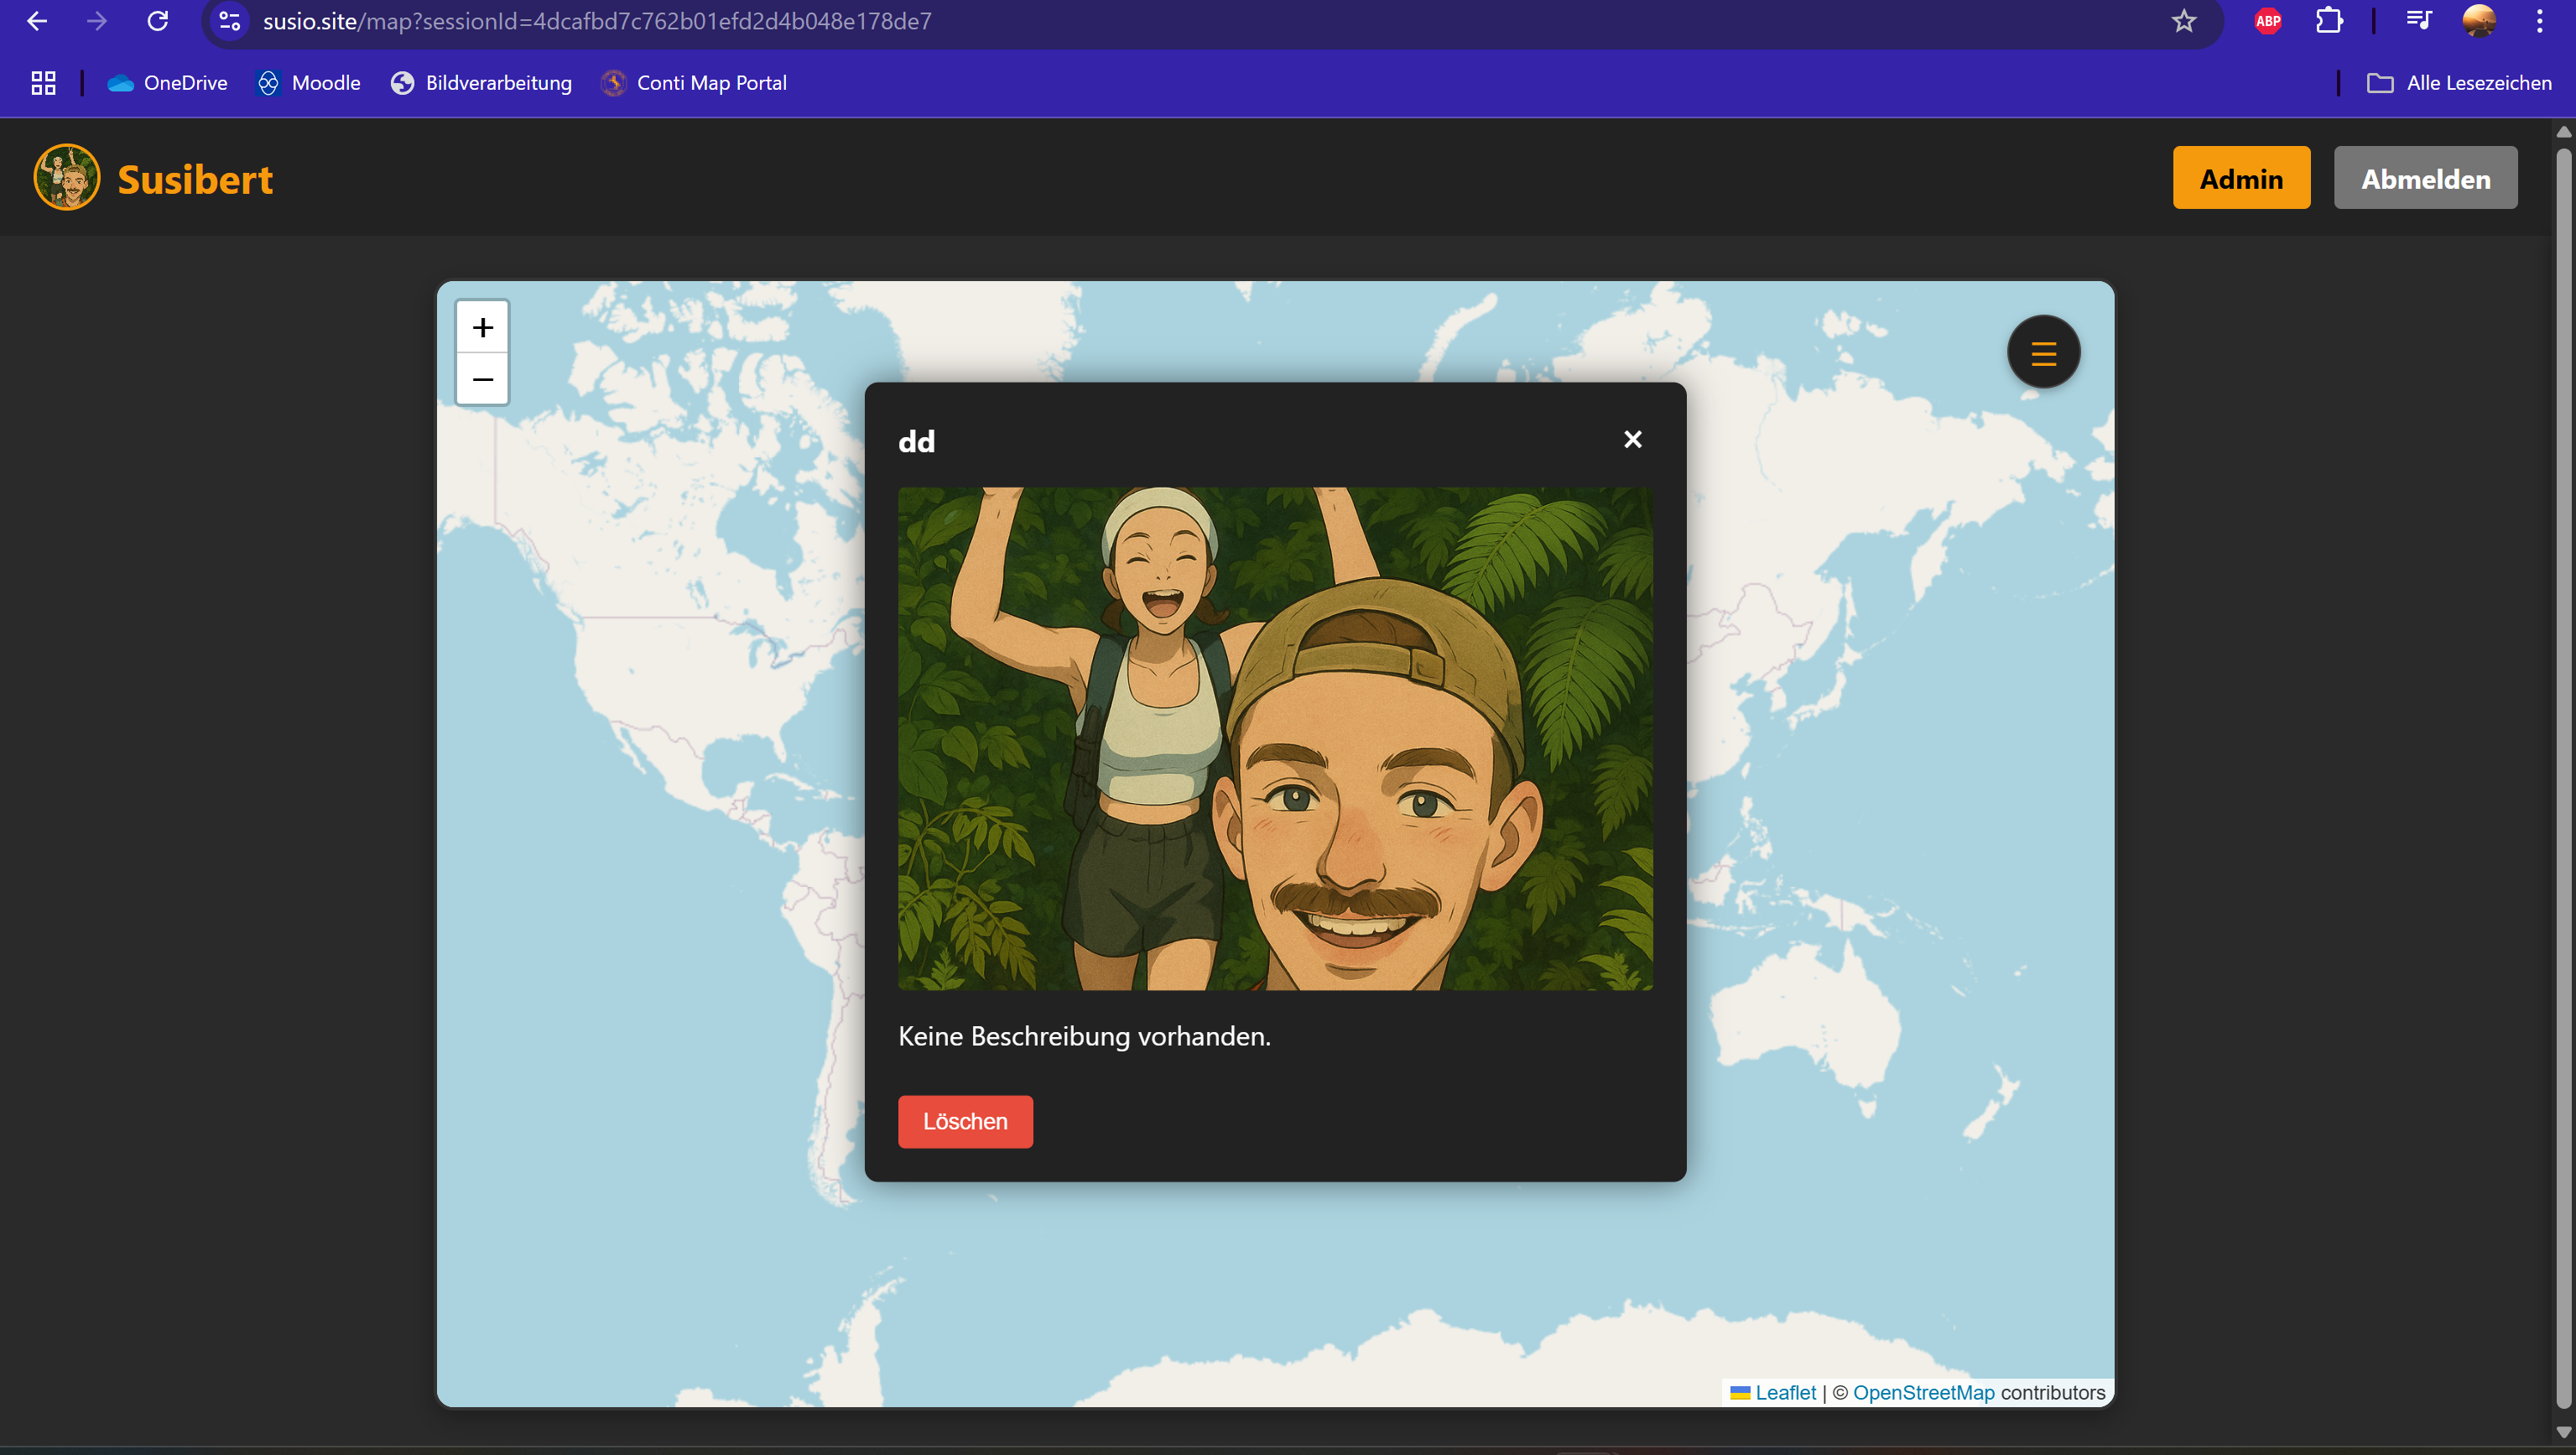 susio.site/map?sessionId=4dcafbd7c762b01efd2d4b048e178de7
ABP
OneDrive
Moodle
Bildverarbeitung
Conti Map Portal
Alle Lesezeichen
Susibert
Admin
Abmelden
+
−
☰
dd
×
Keine Beschreibung vorhanden.
Löschen
Leaflet | © OpenStreetMap contributors